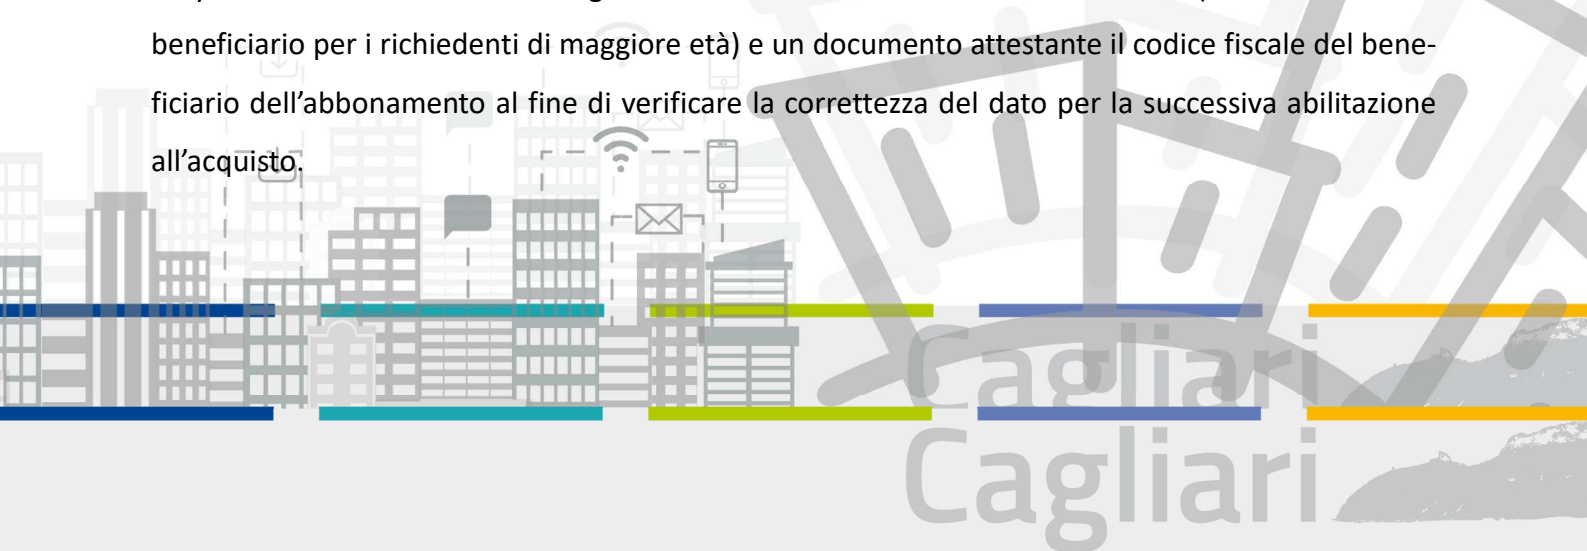 beneficiario per i richiedenti di maggiore età) e un documento attestante il codice fiscale del bene-
ficiario dell’abbonamento al fine di verificare la correttezza del dato per la successiva abilitazione
all’acquisto.
Cagliari
Cagliari